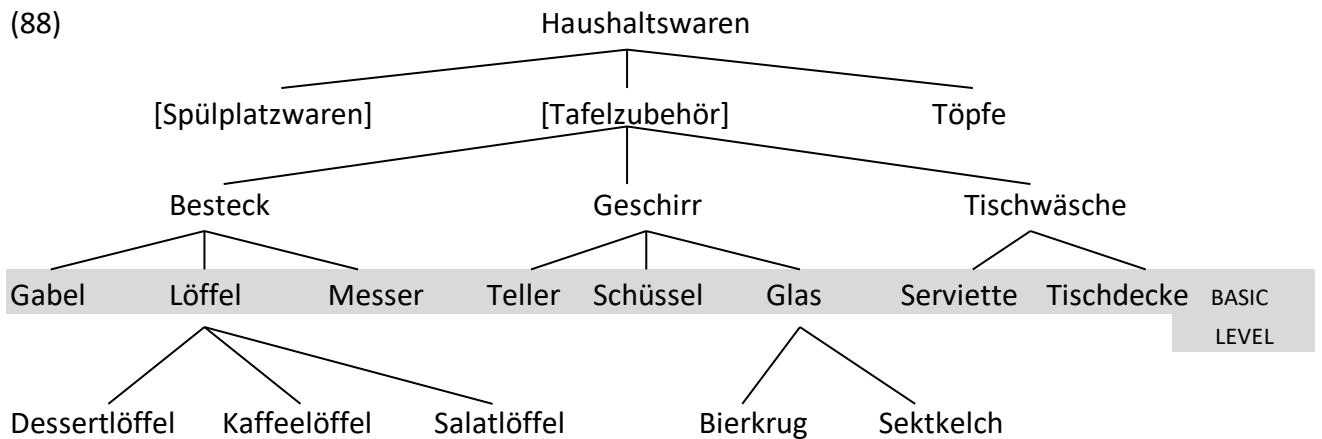 (88) Haushaltswaren
[Spülplatzwaren] [Tafelzubehör] Töpfe
Besteck Geschirr Tischwäsche
Gabel Löffel Messer Teller Schüssel Glas Serviette Tischdecke BASIC
LEVEL
Dessertlöffel Kaffeelöffel Salatlöffel Bierkrug Sektkelch